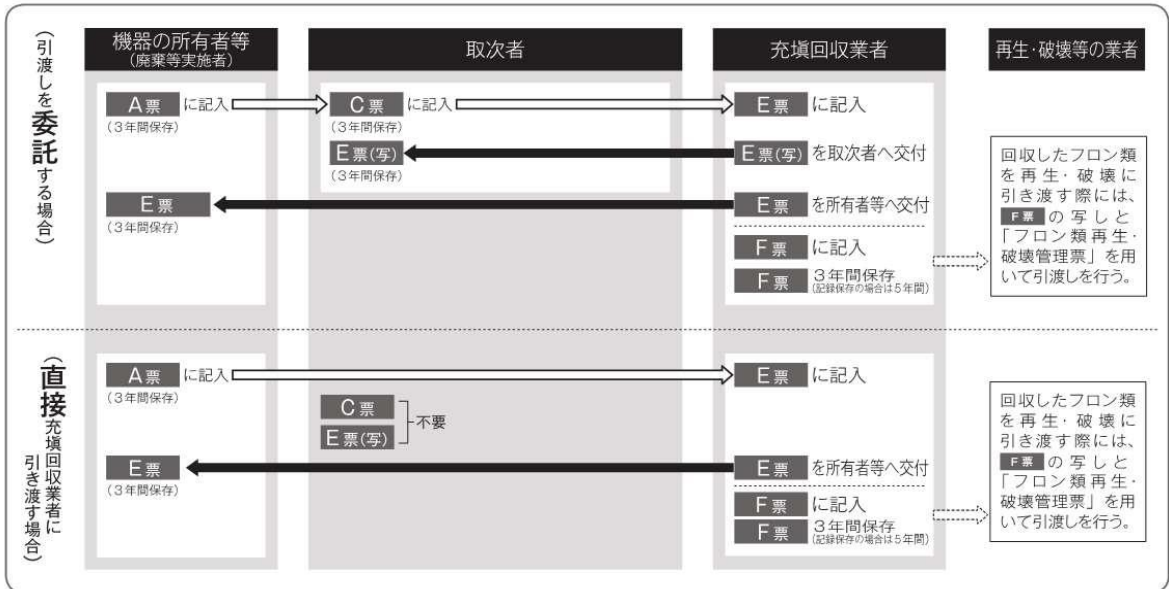 機器の所有者等
(廃棄等実施者)
取次者
充塡回収業者
再生・破壊等の業者
(引渡しを委託する場合)
A票 に記入
(3年間保存)
C票 に記入
(3年間保存)
E票 に記入
E票(写)
(3年間保存)
E票(写) を取次者へ交付
E票
(3年間保存)
E票 を所有者等へ交付
F票 に記入
F票 3年間保存
(記録保存の場合は5年間)
回収したフロン類
を再生・破壊に
引き渡す際には、
F票 の写しと
「フロン類再生・
破壊管理票」を用
いて引渡しを行う。
(直接充塡回収業者に
引き渡す場合)
A票 に記入
(3年間保存)
E票 に記入
C票
E票(写)
不要
E票
(3年間保存)
E票 を所有者等へ交付
F票 に記入
F票 3年間保存
(記録保存の場合は5年間)
回収したフロン類
を再生・破壊に
引き渡す際には、
F票 の写しと
「フロン類再生・
破壊管理票」を用
いて引渡しを行う。